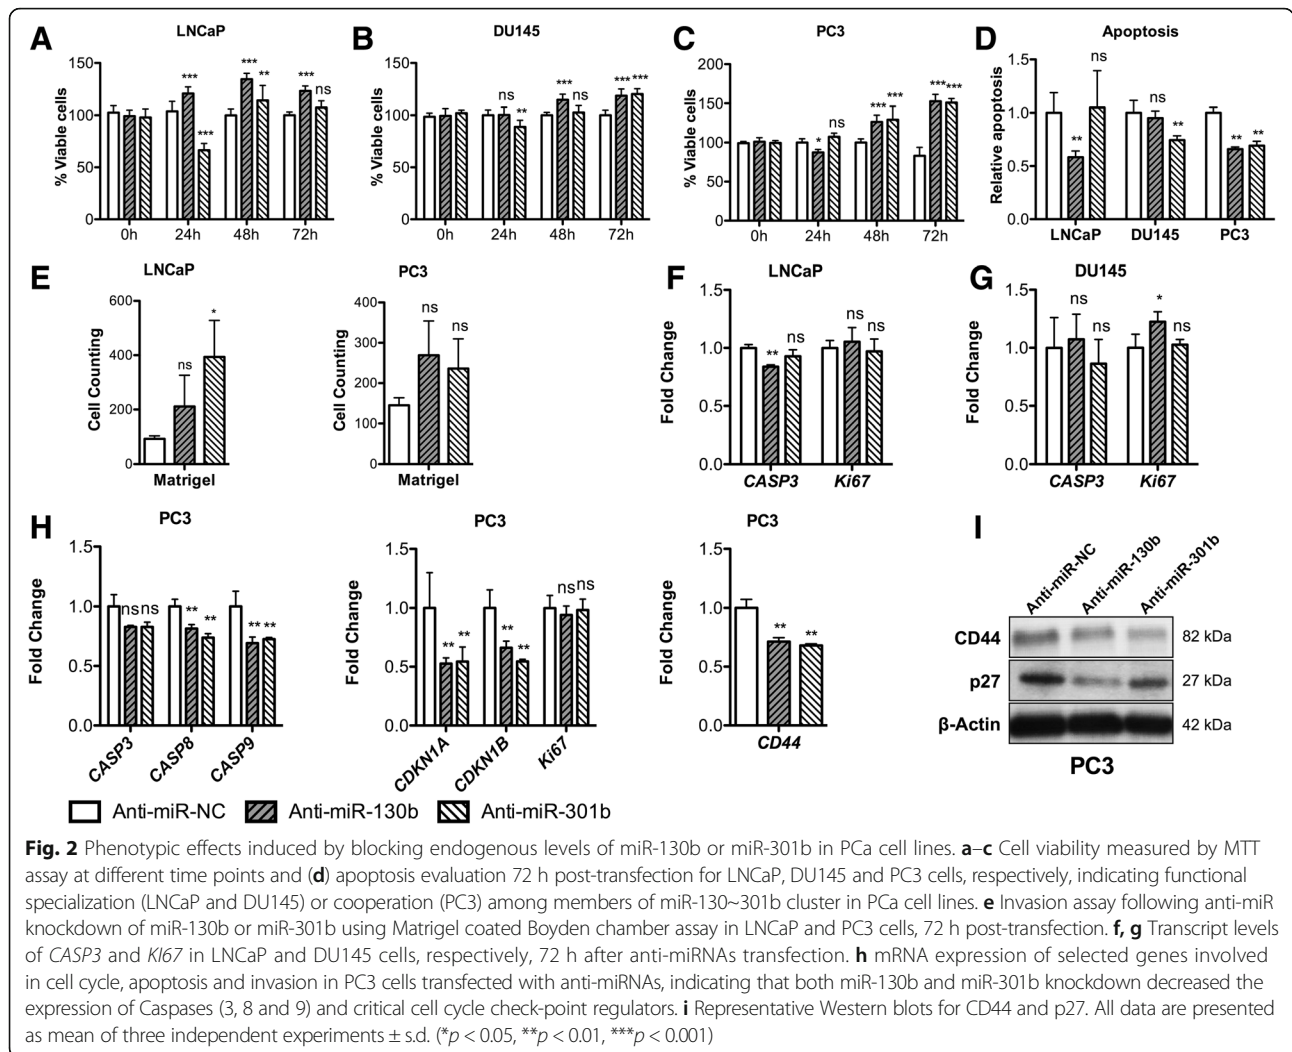 A LNCaP
% Viable cells
150
100
50
0
*** *** *** ** *** ns
0h 24h 48h 72h
B DU145
% Viable cells
150
100
50
0
ns ** *** ns *** ***
0h 24h 48h 72h
C PC3
% Viable cells
200
150
100
50
0
* ns *** *** *** ***
0h 24h 48h 72h
D Apoptosis
Relative apoptosis
1.5
1.0
0.5
0.0
** ns ns ** ** **
LNCaP DU145 PC3
E LNCaP
Cell Counting
600
400
200
0
ns *
Matrigel
PC3
Cell Counting
400
300
200
100
0
ns ns
Matrigel
F LNCaP
Fold Change
1.5
1.0
0.5
0.0
** ns ns ns
CASP3 Ki67
G DU145
Fold Change
1.5
1.0
0.5
0.0
ns ns * ns
CASP3 Ki67
H PC3
Fold Change
1.5
1.0
0.5
0.0
ns ns ** ** ** **
CASP3 CASP8 CASP9
PC3
Fold Change
1.5
1.0
0.5
0.0
** ** ** ** ns ns
CDKN1A CDKN1B Ki67
PC3
Fold Change
1.5
1.0
0.5
0.0
** **
CD44
I
Anti-miR-NC Anti-miR-130b Anti-miR-301b
CD44 82 kDa
p27 27 kDa
β-Actin 42 kDa
PC3
Anti-miR-NC Anti-miR-130b Anti-miR-301b
Fig. 2 Phenotypic effects induced by blocking endogenous levels of miR-130b or miR-301b in PCa cell lines. a–c Cell viability measured by MTT
assay at different time points and (d) apoptosis evaluation 72 h post-transfection for LNCaP, DU145 and PC3 cells, respectively, indicating functional
specialization (LNCaP and DU145) or cooperation (PC3) among members of miR-130~301b cluster in PCa cell lines. e Invasion assay following anti-miR
knockdown of miR-130b or miR-301b using Matrigel coated Boyden chamber assay in LNCaP and PC3 cells, 72 h post-transfection. f, g Transcript levels
of CASP3 and KI67 in LNCaP and DU145 cells, respectively, 72 h after anti-miRNAs transfection. h mRNA expression of selected genes involved
in cell cycle, apoptosis and invasion in PC3 cells transfected with anti-miRNAs, indicating that both miR-130b and miR-301b knockdown decreased the
expression of Caspases (3, 8 and 9) and critical cell cycle check-point regulators. i Representative Western blots for CD44 and p27. All data are presented
as mean of three independent experiments ± s.d. (*p < 0.05, **p < 0.01, ***p < 0.001)